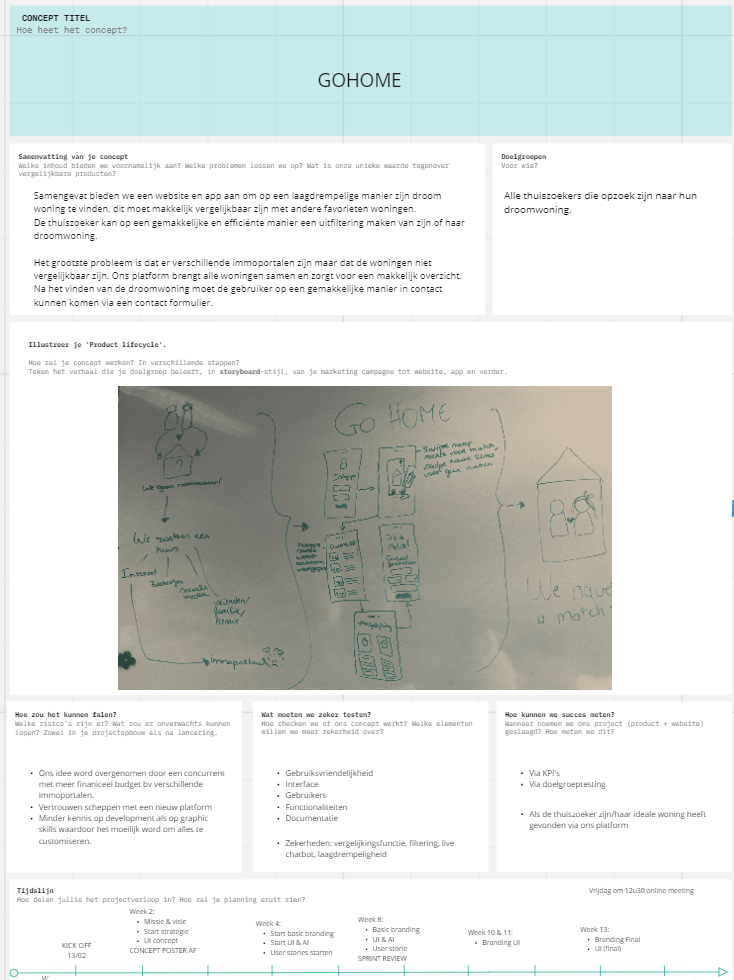 CONCEPT TITEL
Hoe heet het concept?
GOHOME
Samenvatting van je concept
Welke inhoud bieden we voornamelijk aan? Welke problemen lossen we op? Wat is onze unieke waarde tegenover
vergelijkbare producten?
Samengevat bieden we een website en app aan om op een laagdrempelige manier zijn droom
woning te vinden, dit moet makkelijk vergelijkbaar zijn met andere favorieten woningen.
De thuiszoeker kan op een gemakkelijke en efficiënte manier een uitfiltering maken van zijn of haar
droomwoning.
Het grootste probleem is dat er verschillende immoportalen zijn maar dat de woningen niet
vergelijkbaar zijn. Ons platform brengt alle woningen samen en zorgt voor een makkelijk overzicht.
Na het vinden van de droomwoning moet de gebruiker op een gemakkelijke manier in contact
kunnen komen via een contact formulier.
Doelgroepen
Voor wie?
Alle thuiszoekers die opzoek zijn naar hun
droomwoning.
Illustreer je 'Product lifecycle'.
Hoe zal je concept werken? In verschillende stappen?
Teken het verhaal die je doelgroep beleeft, in storyboard-stijl, van je marketing campagne tot website, app en verder.
GO HOME
We gaan samenwonen!
We zoeken een
huis
Internet
sociale
media
vrienden/
familie/
immoportaal
Swipe naar
rechts voor match,
voor geen match
Overzicht
It's a
Match!
Vergelijking
We have
a match!
Hoe zou het kunnen falen?
Welke risico's zijn er? Wat zou er onverwachts kunnen
lopen? Zowel in je projectopbouw als na lancering.
• Ons idee word overgenomen door een concurrent
met meer financieel budget bv verschillende
immoportalen.
• Vertrouwen scheppen met een nieuw platform
• Minder kennis op development als op graphic
skills waardoor het moeilijk word om alles te
customiseren.
Wat moeten we zeker testen?
Hoe checken we of ons concept werkt? Welke elementen
willen we meer zekerheid over?
• Gebruiksvriendelijkheid
• Interface
• Gebruikers
• Functionaliteiten
• Documentatie
• Zekerheden: vergelijkingsfunctie, filtering, live
chatbot, laagdrempeligheid
Hoe kunnen we succes meten?
Wanneer noemen we ons project (product + website)
geslaagd? Hoe meten we dit?
• Via KPI's
• Via doelgroeptesting
• Als de thuiszoeker zijn/haar ideale woning heeft
gevonden via ons platform
Tijdslijn
Hoe delen jullie het projectverloop in? Hoe zal je planning eruit zien?
Vrijdag om 12u30 online meeting
KICK OFF
13/02
Week 2:
• Missie & visie
• Start strategie
• UI concept
CONCEPT POSTER AF
Week 4:
• Start basic branding
• Start UI & AI
• User stories starten
Week 8:
• Basic branding
• UI & AI
• User storie
SPRINT REVIEW
Week 10 & 11:
• Branding UI
Week 13:
• Branding Final
• UI (final)